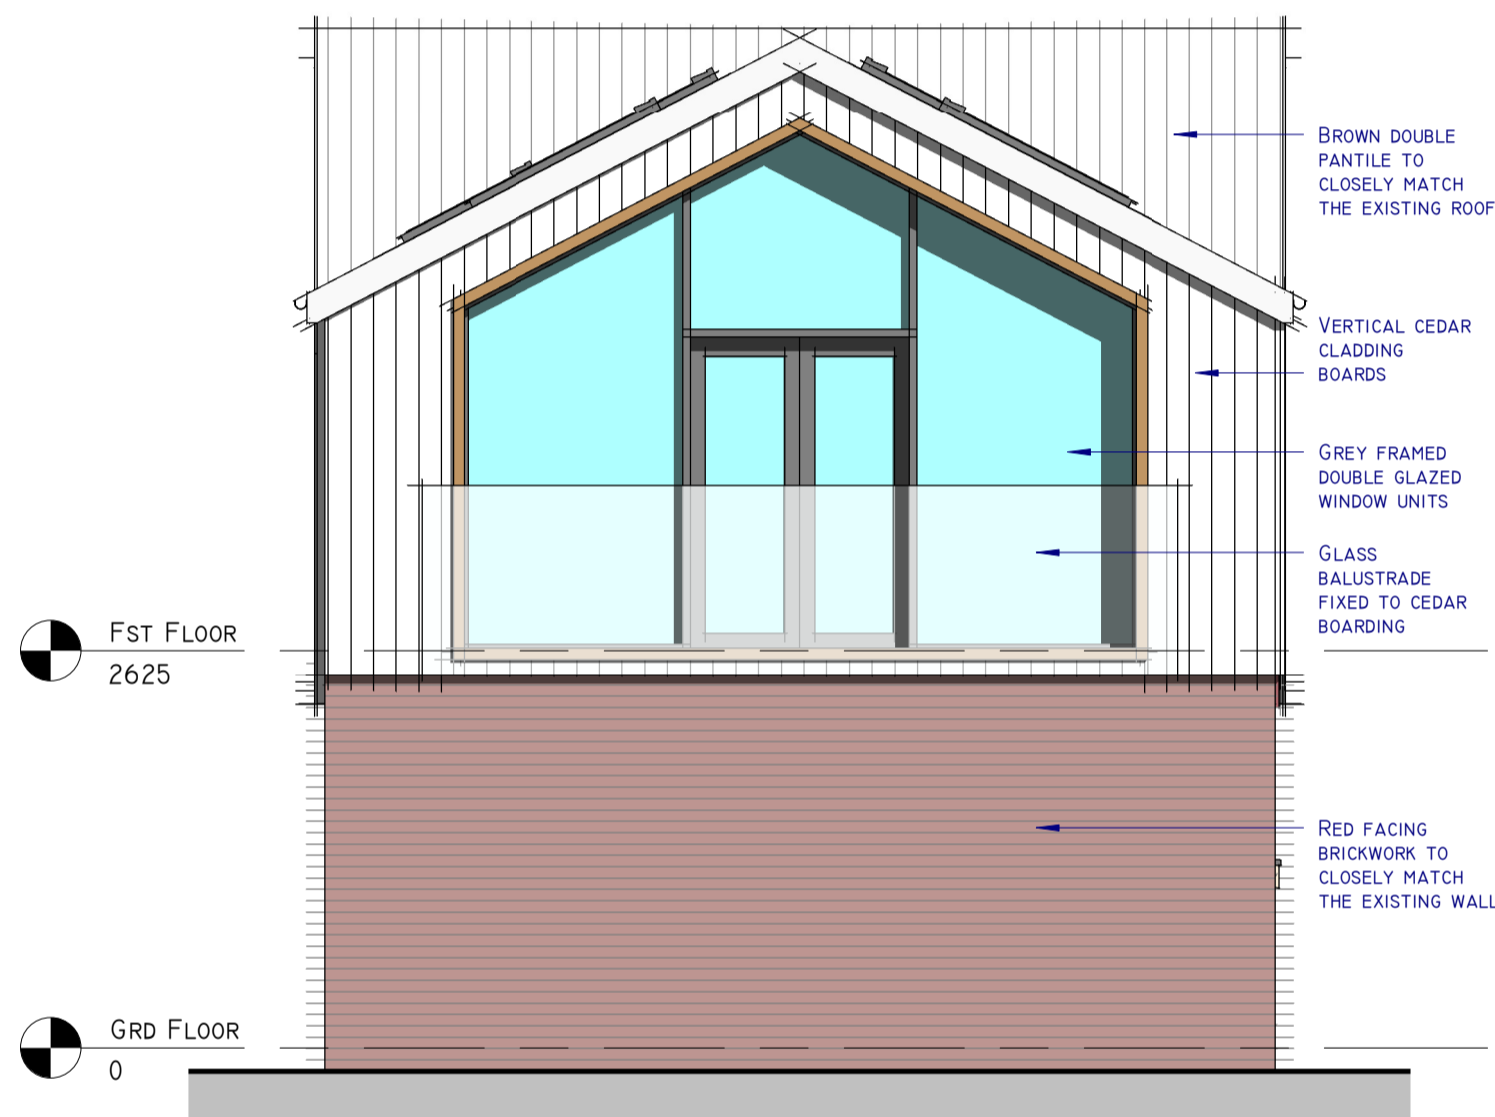 BROWN DOUBLE
PANTILE TO
CLOSELY MATCH
THE EXISTING ROOF
VERTICAL CEDAR
CLADDING
BOARDS
GREY FRAMED
DOUBLE GLAZED
WINDOW UNITS
GLASS
BALUSTRADE
FIXED TO CEDAR
BOARDING
FST FLOOR
2625
RED FACING
BRICKWORK TO
CLOSELY MATCH
THE EXISTING WALL
GRD FLOOR
0